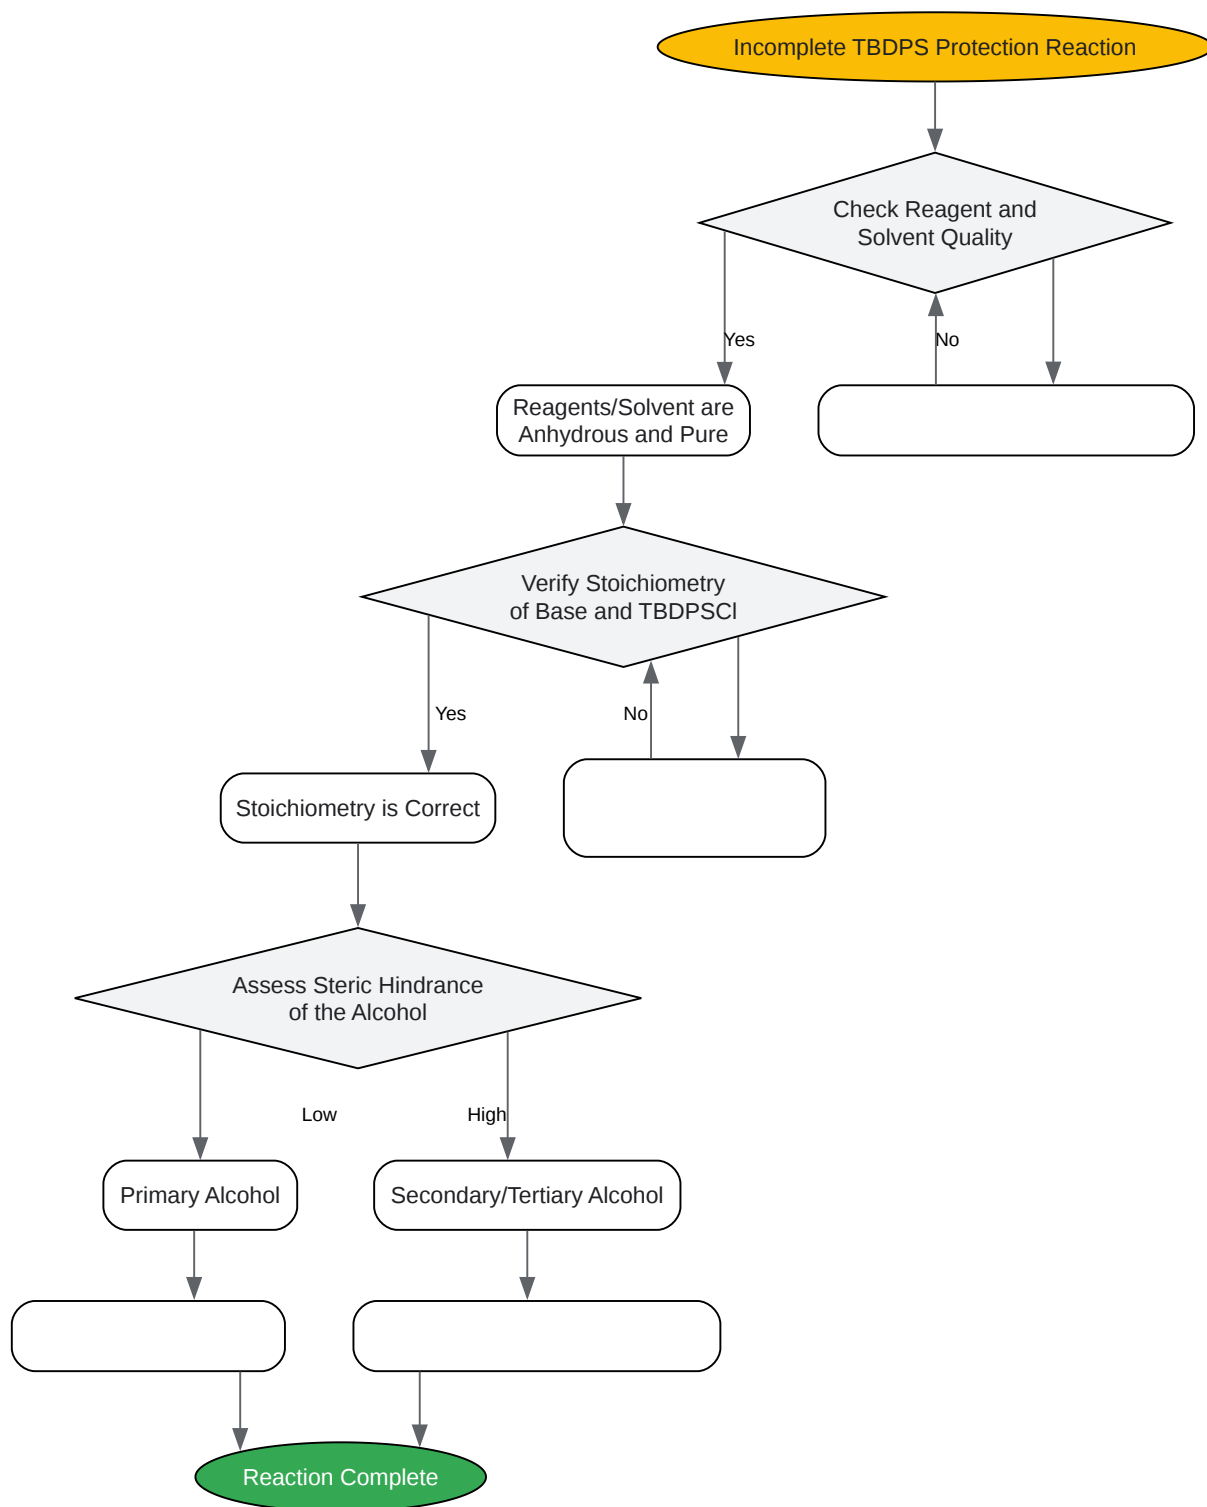 Incomplete TBDPS Protection Reaction
Check Reagent and
Solvent Quality
Yes
No
Reagents/Solvent are
Anhydrous and Pure
Verify Stoichiometry
of Base and TBDPSCl
Yes
No
Stoichiometry is Correct
Assess Steric Hindrance
of the Alcohol
Low
High
Primary Alcohol
Secondary/Tertiary Alcohol
Reaction Complete